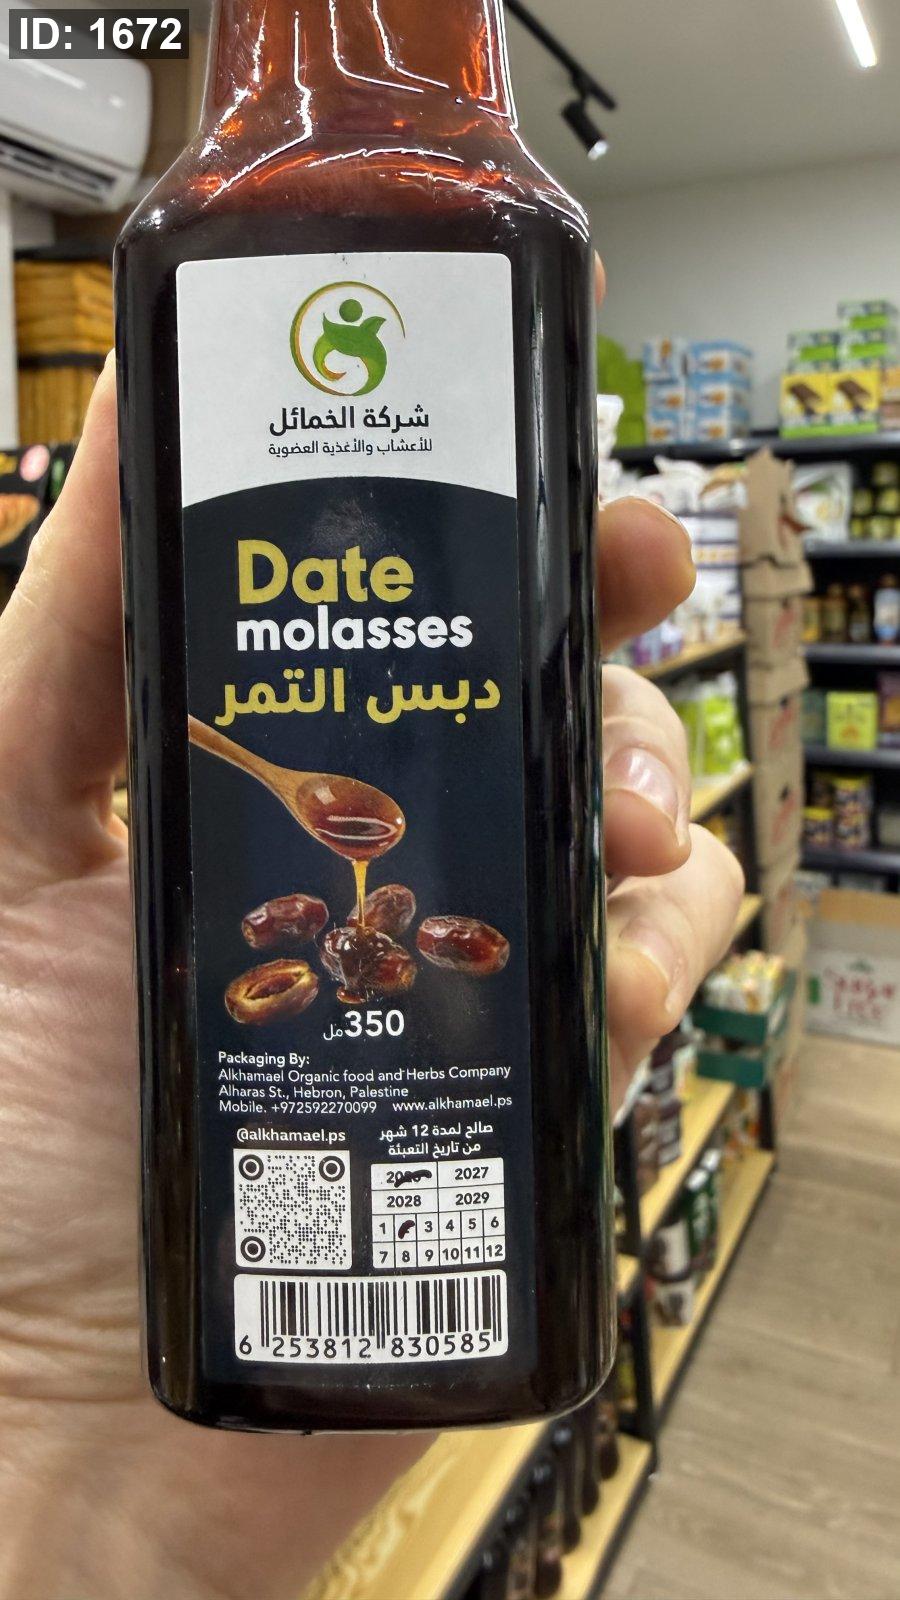 ID: 1672
شركة الخمائل
للأعشاب والأغذية العضوية
Date
molasses
دبس التمر
350مل
Packaging By:
Alkhamael Organic food and Herbs Company
Alharas St., Hebron, Palestine
Mobile. +972592270099 www.alkhamael.ps
@alkhamael.ps
صالح لمدة 12 شهر
من تاريخ التعبئة
2027
2028 2029
1 3 4 5 6
7 8 9 10 11 12
6 253812 830585